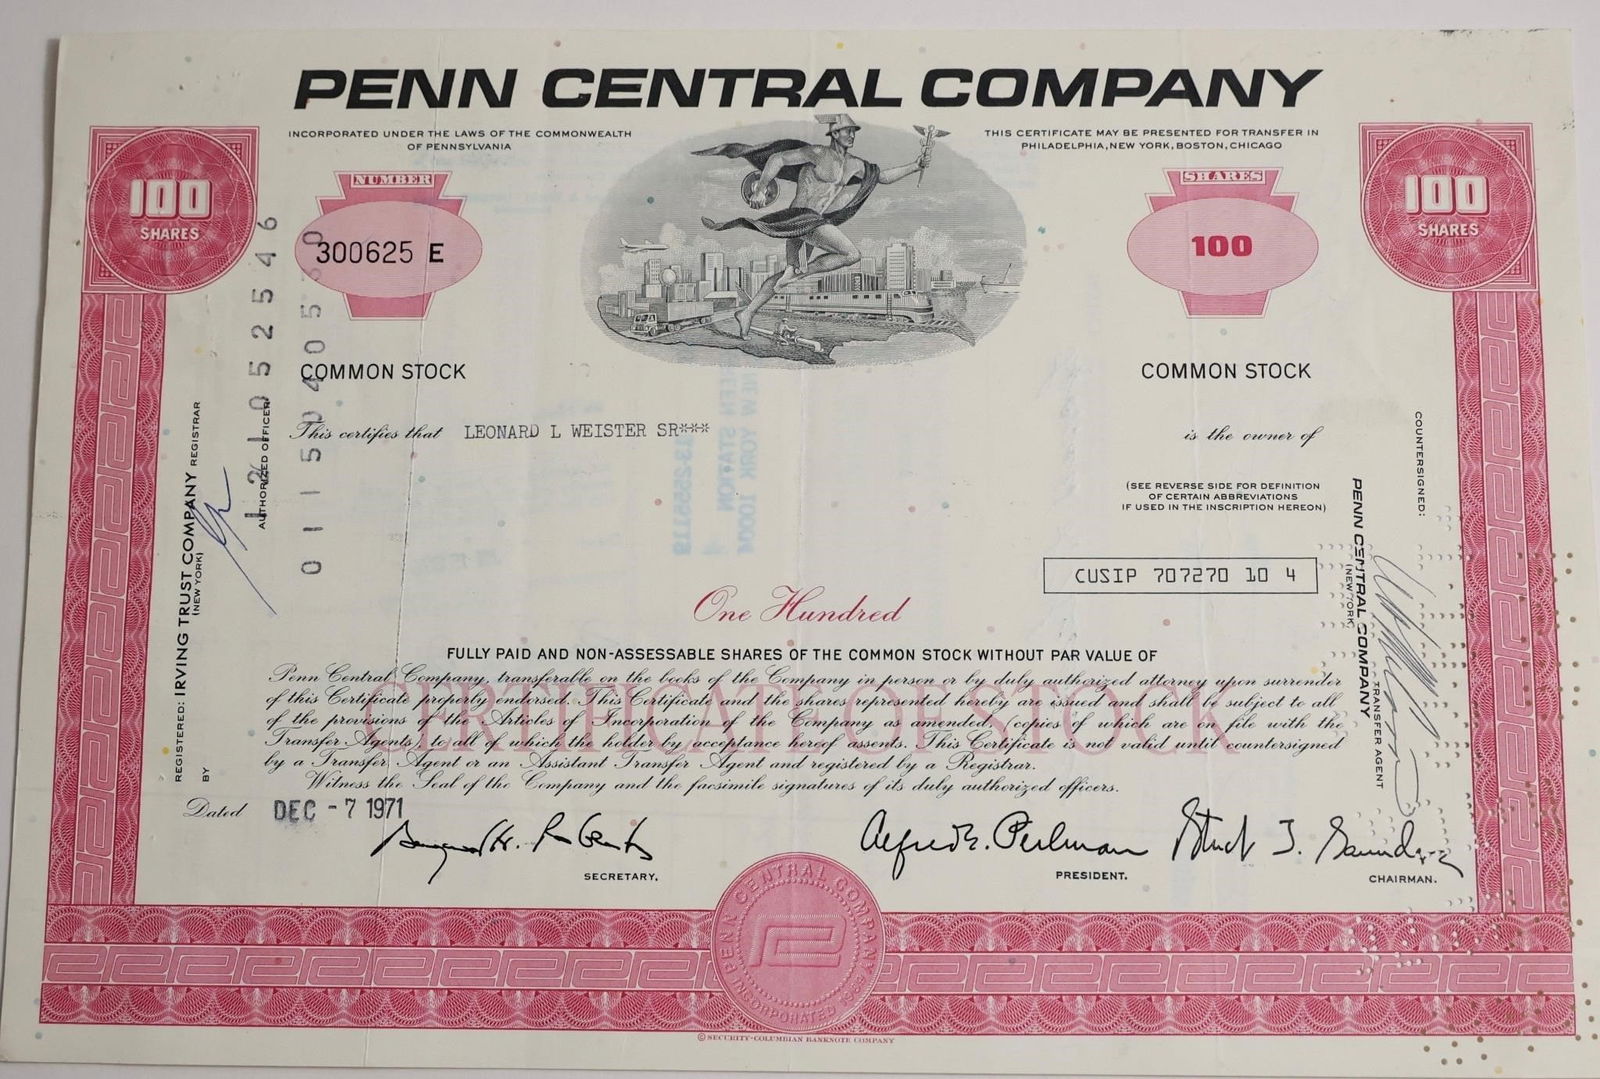 PENN CENTRAL COMPANY
INCORPORATED UNDER THE LAWS OF THE COMMONWEALTH
OF PENNSYLVANIA
THIS CERTIFICATE MAY BE PRESENTED FOR TRANSFER IN
PHILADELPHIA, NEW YORK, BOSTON, CHICAGO
100
SHARES
NUMBER
300625 E
SHARES
100
100
SHARES
12105 2546
COMMON STOCK
COMMON STOCK
This certifies that LEONARD L WEISTER SR***
is the owner of
(SEE REVERSE SIDE FOR DEFINITION
OF CERTAIN ABBREVIATIONS
IF USED IN THE INSCRIPTION HEREON)
CUSIP 707270 10 4
One Hundred
FULLY PAID AND NON-ASSESSABLE SHARES OF THE COMMON STOCK WITHOUT PAR VALUE OF
CERTIFICATE OF STOCK
Penn Central Company, transferable on the books of the Company in person or by duly authorized attorney upon surrender
of this Certificate properly endorsed. This Certificate and the shares represented hereby are issued and shall be subject to all
of the provisions of the Articles of Incorporation of the Company as amended, (copies of which are on file with the
Transfer Agents), to all of which the holder by acceptance hereof assents. This Certificate is not valid until countersigned
by a Transfer Agent or an Assistant Transfer Agent and registered by a Registrar.
Witness the Seal of the Company and the facsimile signatures of its duly authorized officers.
Dated DEC -7 1971
SECRETARY.
Alfred E. Perlman
PRESIDENT.
Stuart T. Saunders
CHAIRMAN.
REGISTERED: IRVING TRUST COMPANY REGISTRAR
(NEW YORK)
BY
AUTHORIZED OFFICER
COUNTERSIGNED:
PENN CENTRAL COMPANY
(NEW YORK)
TRANSFER AGENT
PENN CENTRAL COMPANY
INCORPORATED
© SECURITY-COLUMBIAN BANKNOTE COMPANY